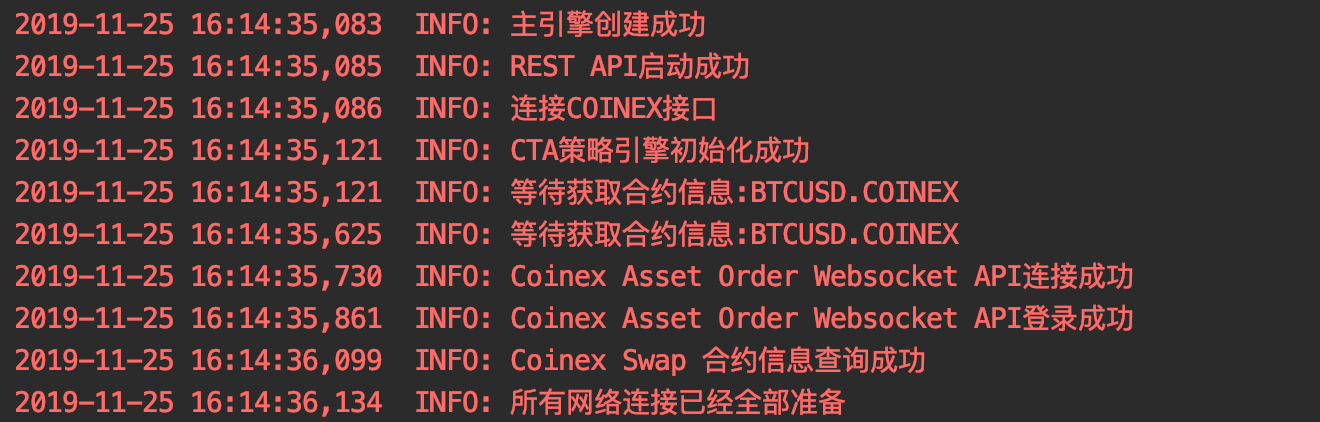 2019-11-25 16:14:35,083  INFO: 主引擎创建成功
2019-11-25 16:14:35,085  INFO: REST API启动成功
2019-11-25 16:14:35,086  INFO: 连接COINEX接口
2019-11-25 16:14:35,121  INFO: CTA策略引擎初始化成功
2019-11-25 16:14:35,121  INFO: 等待获取合约信息:BTCUSD.COINEX
2019-11-25 16:14:35,625  INFO: 等待获取合约信息:BTCUSD.COINEX
2019-11-25 16:14:35,730  INFO: Coinex Asset Order Websocket API连接成功
2019-11-25 16:14:35,861  INFO: Coinex Asset Order Websocket API登录成功
2019-11-25 16:14:36,099  INFO: Coinex Swap 合约信息查询成功
2019-11-25 16:14:36,134  INFO: 所有网络连接已经全部准备